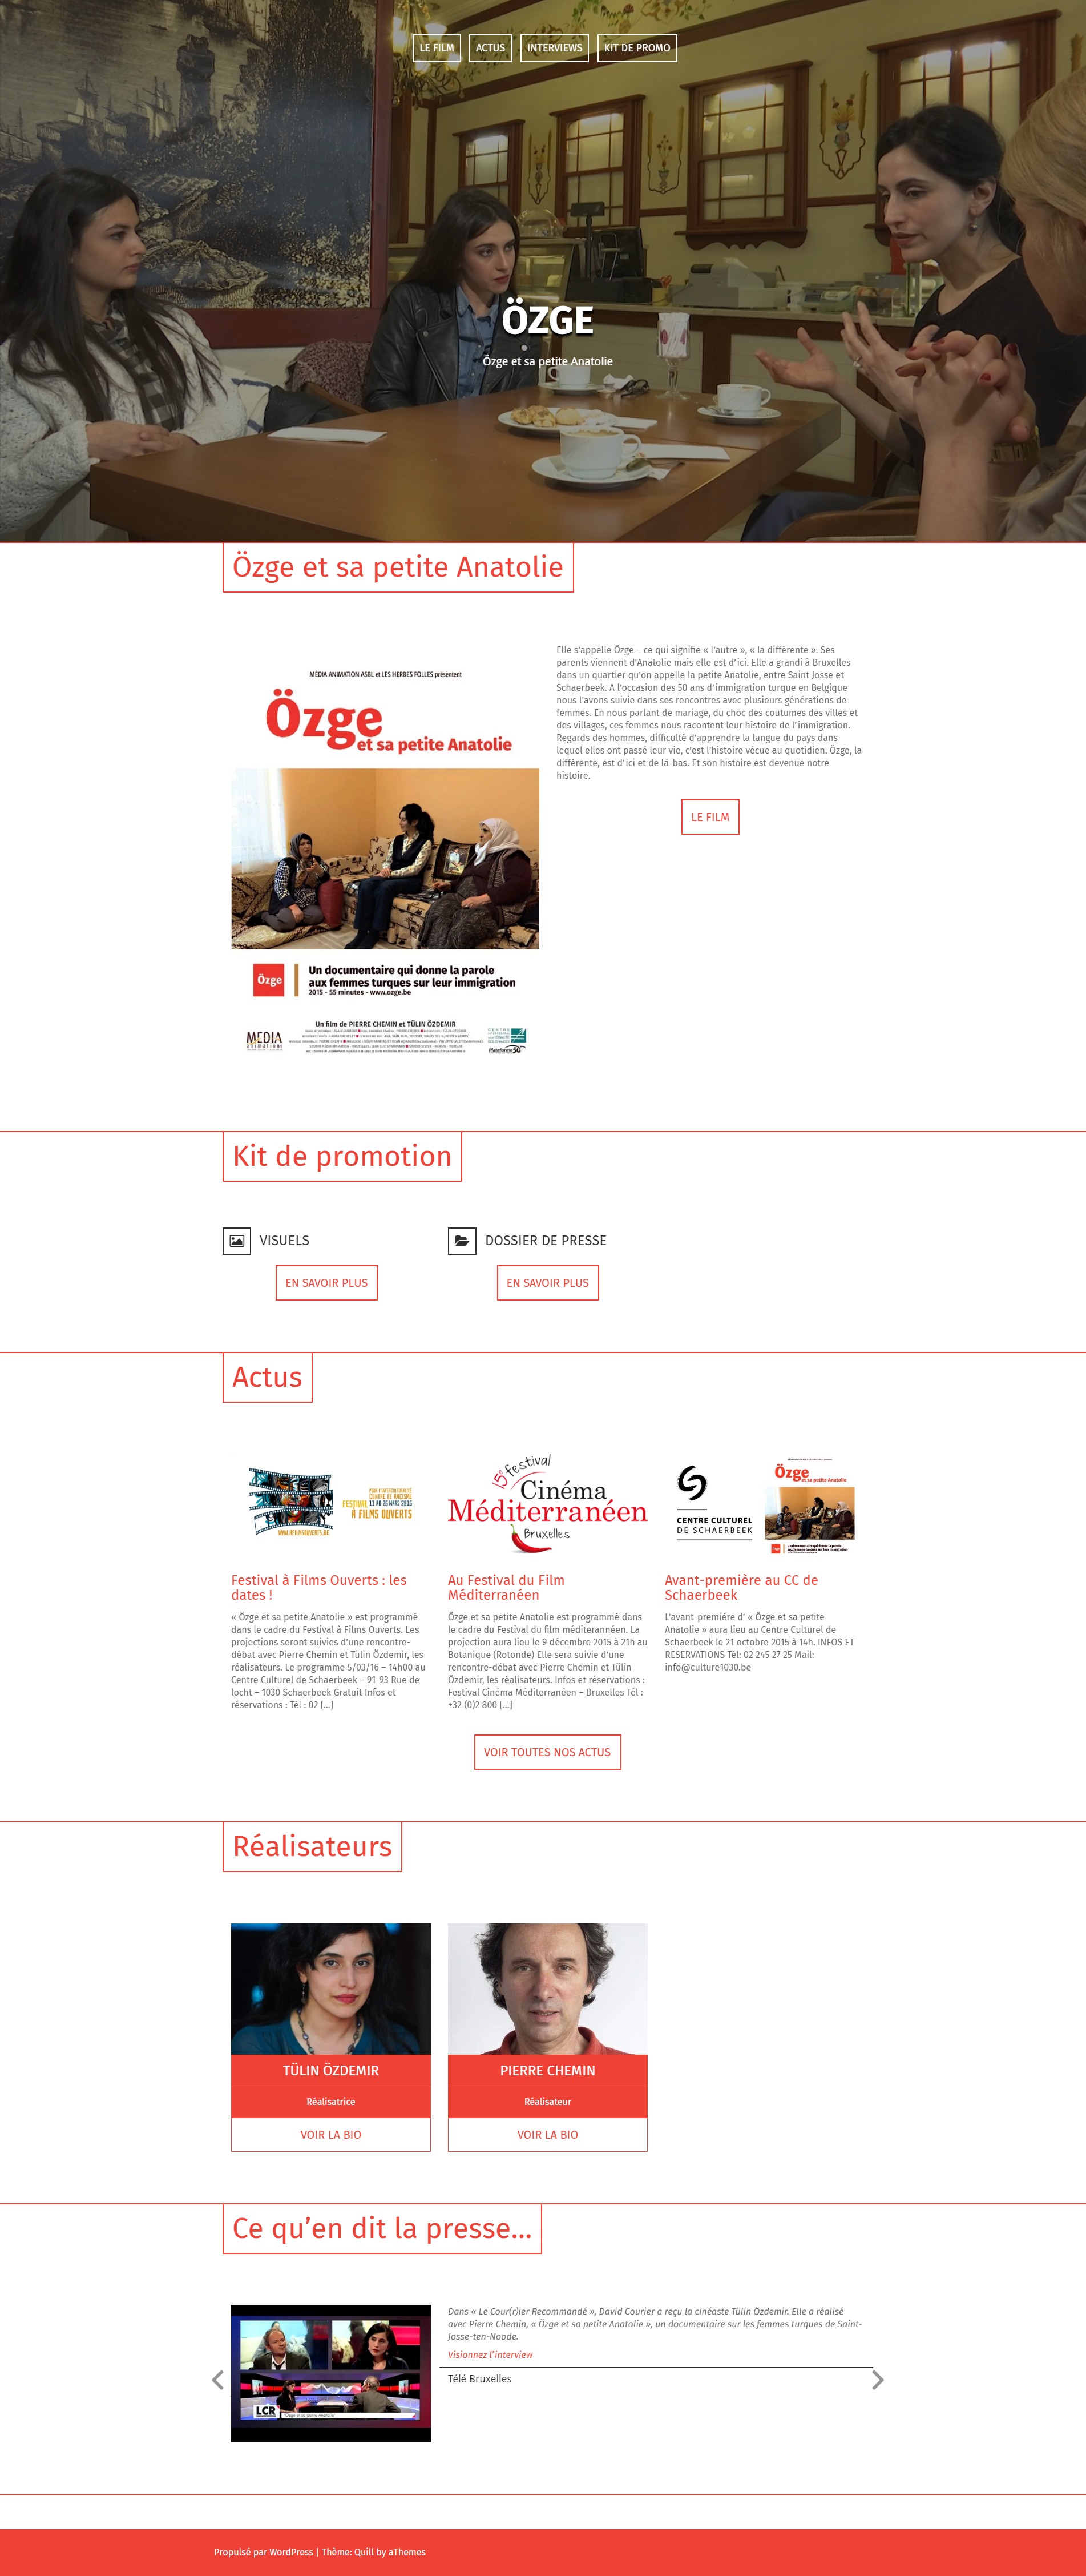 LE FILM
ACTUS
INTERVIEWS
KIT DE PROMO
ÖZGE
Özge et sa petite Anatolie
Özge et sa petite Anatolie
MÉDIA ANIMATION ASBL et LES HERBES FOLLES présentent
Özge
et sa petite Anatolie
Özge
Un documentaire qui donne la parole
aux femmes turques sur leur immigration
2015 - 55 minutes - www.ozge.be
Un film de PIERRE CHEMIN et TÜLIN ÖZDEMIR
MEDIA
animation
Elle s’appelle Özge – ce qui signifie « l’autre », « la différente ». Ses
parents viennent d’Anatolie mais elle est d’ici. Elle a grandi à Bruxelles
dans un quartier qu’on appelle la petite Anatolie, entre Saint Josse et
Schaerbeek. A l’occasion des 50 ans d’immigration turque en Belgique
nous l’avons suivie dans ses rencontres avec plusieurs générations de
femmes. En nous parlant de mariage, du choc des coutumes des villes et
des villages, ces femmes nous racontent leur histoire de l’immigration.
Regards des hommes, difficulté d’apprendre la langue du pays dans
lequel elles ont passé leur vie, c’est l’histoire vécue au quotidien. Özge, la
différente, est d’ici et de là-bas. Et son histoire est devenue notre
histoire.
LE FILM
Kit de promotion
VISUELS
EN SAVOIR PLUS
DOSSIER DE PRESSE
EN SAVOIR PLUS
Actus
FESTIVAL
11 AU 26 MARS 2016
À FILMS OUVERTS
WWW.AFILMSOUVERTS.BE
Festival à Films Ouverts : les
dates !
« Özge et sa petite Anatolie » est programmé
dans le cadre du Festival à Films Ouverts. Les
projections seront suivies d’une rencontre-
débat avec Pierre Chemin et Tülin Özdemir, les
réalisateurs. Le programme 5/03/16 – 14h00 au
Centre Culturel de Schaerbeek – 91-93 Rue de
locht – 1030 Schaerbeek Gratuit Infos et
réservations : Tél : 02 […]
15e festival
Cinéma
Méditerranéen
Bruxelles
Au Festival du Film
Méditerranéen
Özge et sa petite Anatolie est programmé dans
le cadre du Festival du film méditerannéen. La
projection aura lieu le 9 décembre 2015 à 21h au
Botanique (Rotonde) Elle sera suivie d’une
rencontre-débat avec Pierre Chemin et Tülin
Özdemir, les réalisateurs. Infos et réservations :
Festival Cinéma Méditerranéen – Bruxelles Tél :
+32 (0)2 800 […]
CENTRE CULTUREL
DE SCHAERBEEK
Özge
et sa petite Anatolie
Avant-première au CC de
Schaerbeek
L’avant-première d’ « Özge et sa petite
Anatolie » aura lieu au Centre Culturel de
Schaerbeek le 21 octobre 2015 à 14h. INFOS ET
RESERVATIONS Tél: 02 245 27 25 Mail:
info@culture1030.be
VOIR TOUTES NOS ACTUS
Réalisateurs
TÜLIN ÖZDEMIR
Réalisatrice
VOIR LA BIO
PIERRE CHEMIN
Réalisateur
VOIR LA BIO
Ce qu’en dit la presse…
LCR
Dans « Le Cour(r)ier Recommandé », David Courier a reçu la cinéaste Tülin Özdemir. Elle a réalisé
avec Pierre Chemin, « Özge et sa petite Anatolie », un documentaire sur les femmes turques de Saint-
Josse-ten-Noode.
Visionnez l’interview
Télé Bruxelles
Propulsé par WordPress | Thème: Quill by aThemes